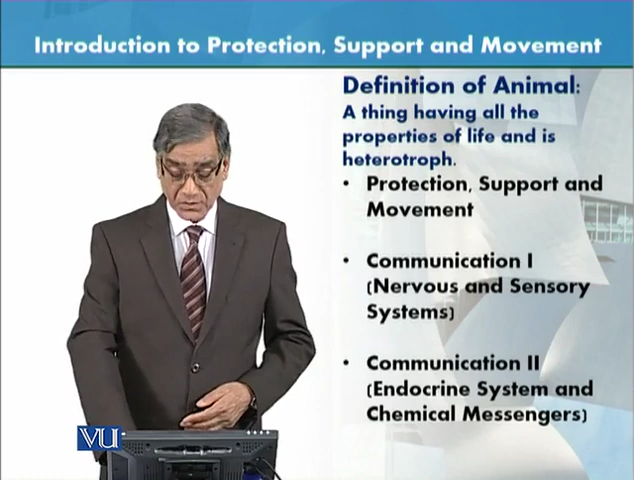 Introduction to Protection, Support and Movement
Definition of Animal:
A thing having all the
properties of life and is
heterotroph.
• Protection, Support and
Movement
• Communication I
(Nervous and Sensory
Systems)
• Communication II
(Endocrine System and
Chemical Messengers)
VU